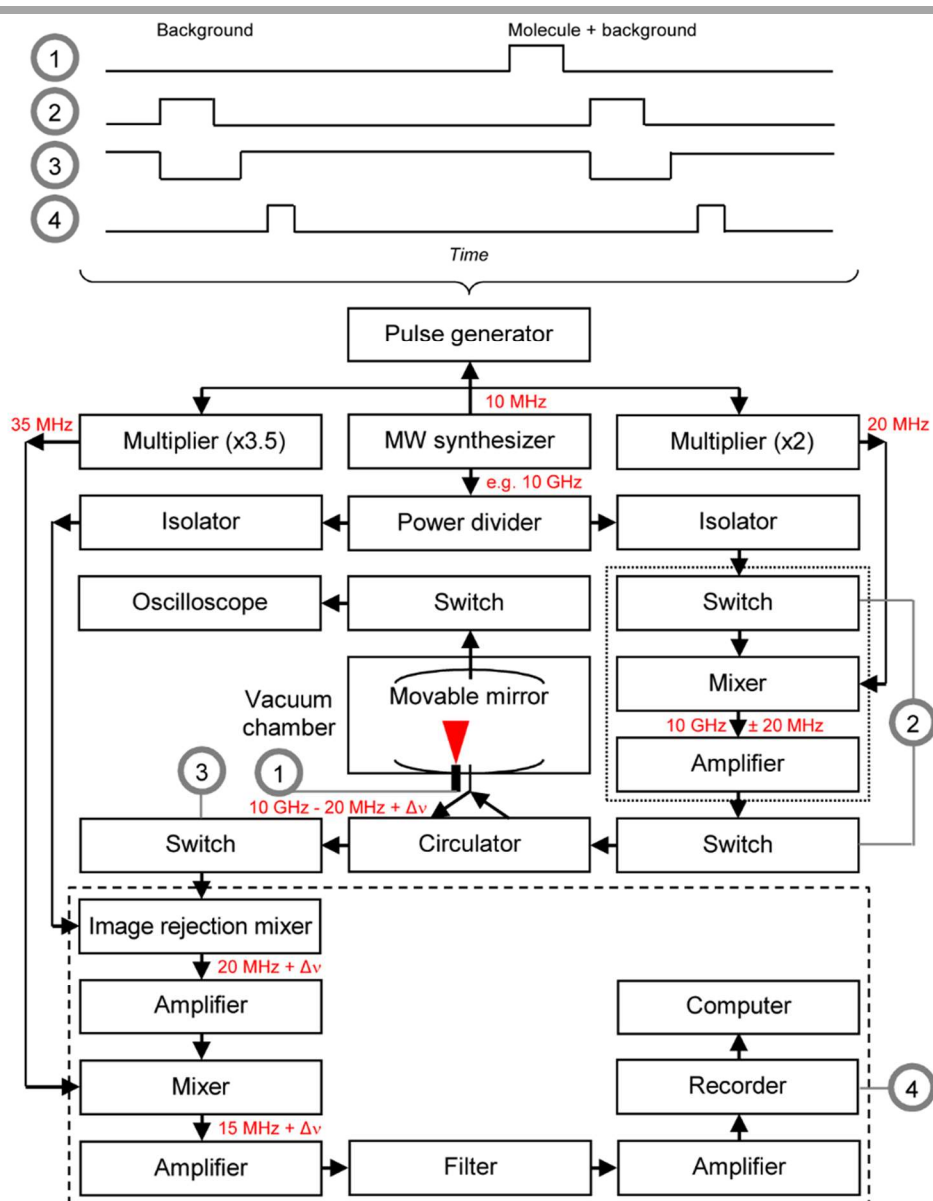 Background Molecule + background
1
2
3
4
Time
Pulse generator
10 MHz
35 MHz
Multiplier (x3.5)
MW synthesizer
Multiplier (x2)
20 MHz
e.g. 10 GHz
Isolator
Power divider
Isolator
Oscilloscope
Switch
Switch
Vacuum
chamber
Movable mirror
Mixer
10 GHz ± 20 MHz
2
Amplifier
3
1
10 GHz - 20 MHz + Δν
Switch
Circulator
Switch
Image rejection mixer
20 MHz + Δν
Amplifier
Computer
Mixer
Recorder
4
15 MHz + Δν
Amplifier
Filter
Amplifier